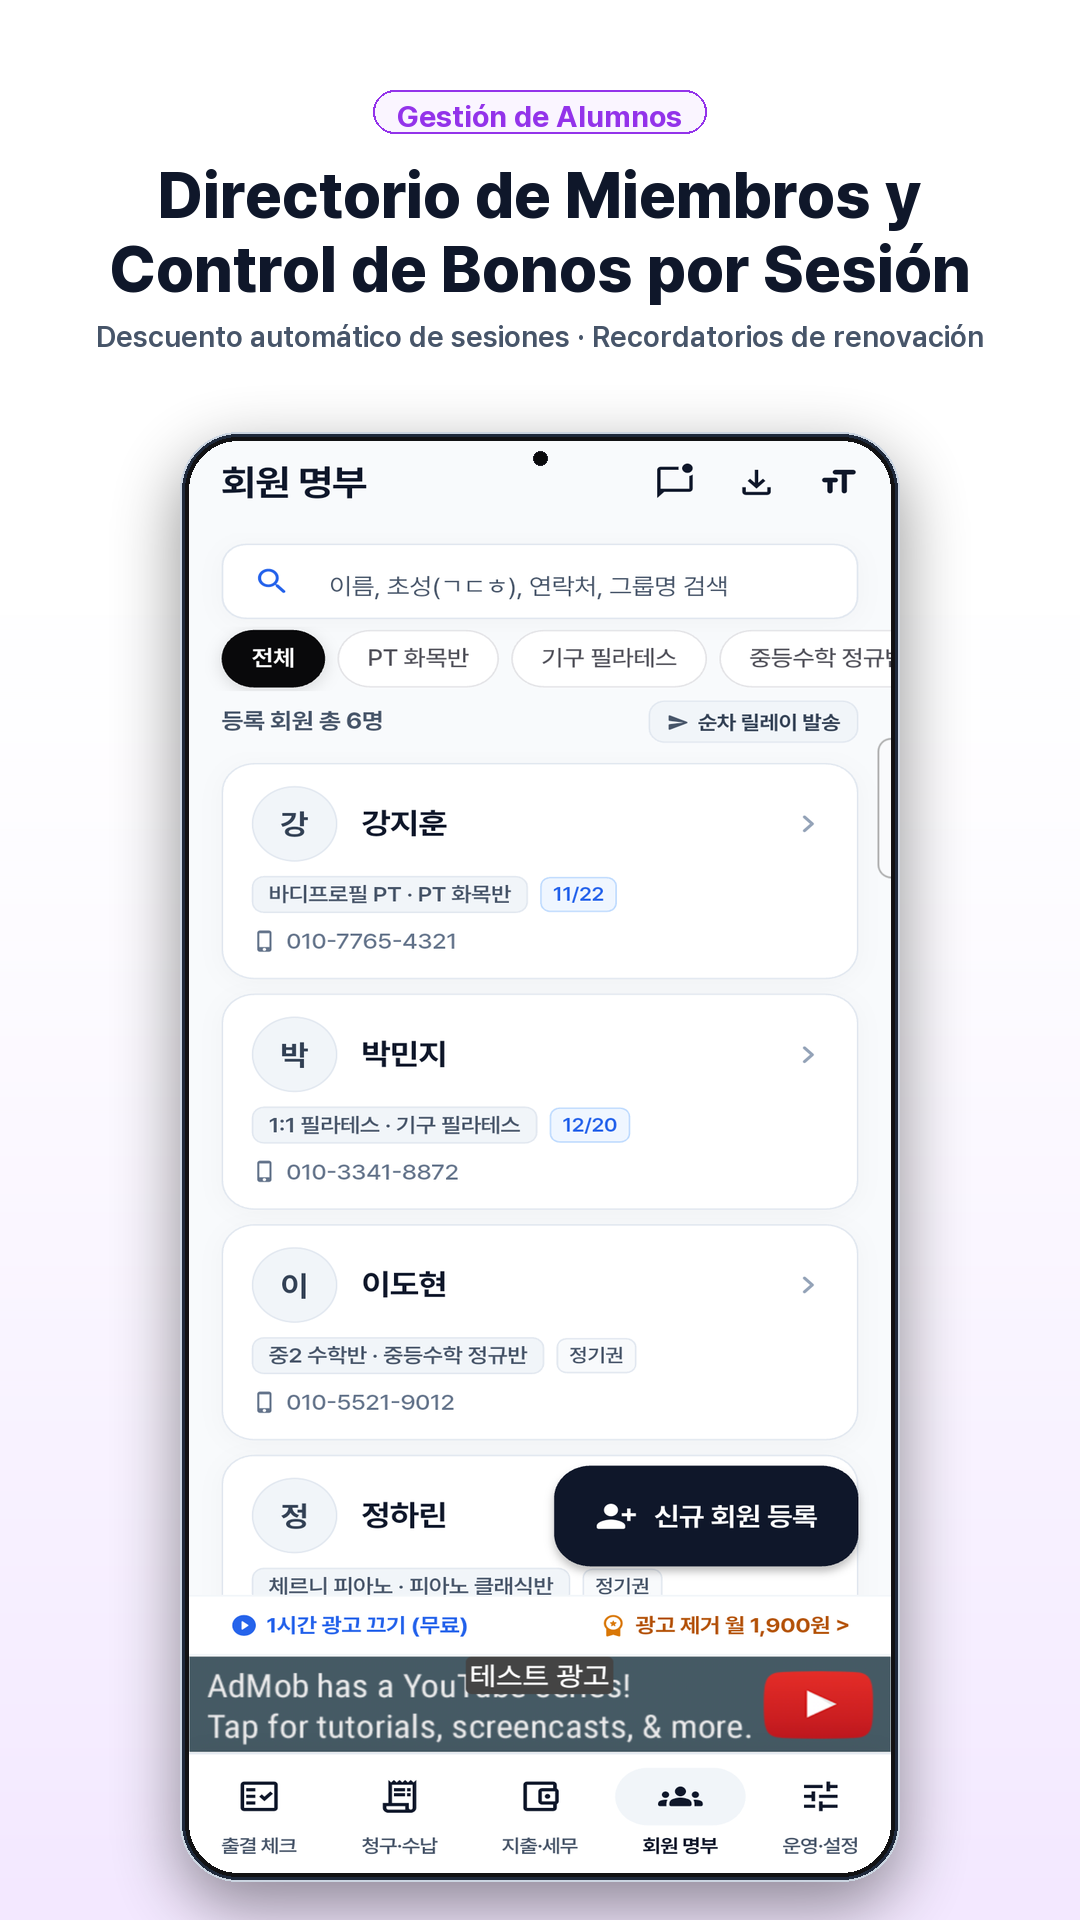 Gestión de Alumnos
Directorio de Miembros y
Control de Bonos por Sesión
Descuento automático de sesiones · Recordatorios de renovación
회원 명부
이름, 초성(ㄱㄷㅎ), 연락처, 그룹명 검색
전체
PT 화목반
기구 필라테스
중등수학 정규
등록 회원 총 6명
순차 릴레이 발송
강
강지훈
바디프로필 PT · PT 화목반
11/22
010-7765-4321
박
박민지
1:1 필라테스 · 기구 필라테스
12/20
010-3341-8872
이
이도현
중2 수학반 · 중등수학 정규반
정기권
010-5521-9012
정
정하린
신규 회원 등록
체르니 피아노 · 피아노 클래식반
정기권
1시간 광고 끄기 (무료)
광고 제거 월 1,900원 >
테스트 광고
AdMob has a YouTube series!
Tap for tutorials, screencasts, & more.
출결 체크
청구·수납
지출·세무
회원 명부
운영·설정